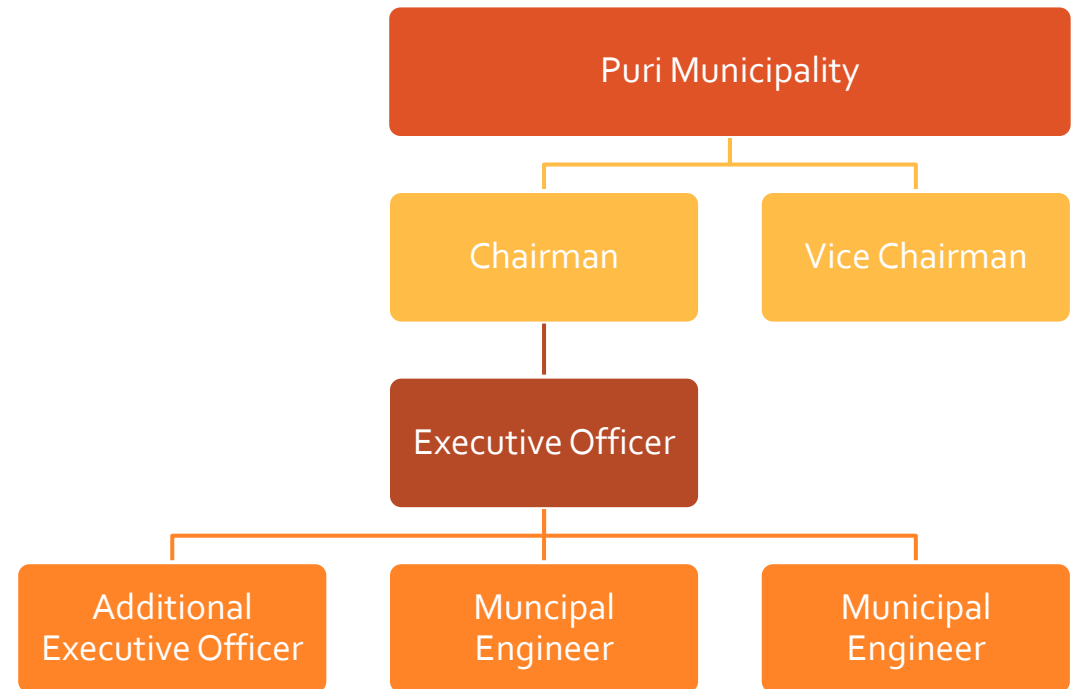 Puri Municipality
Chairman
Vice Chairman
Executive Officer
Additional
Executive Officer
Muncipal
Engineer
Municipal
Engineer